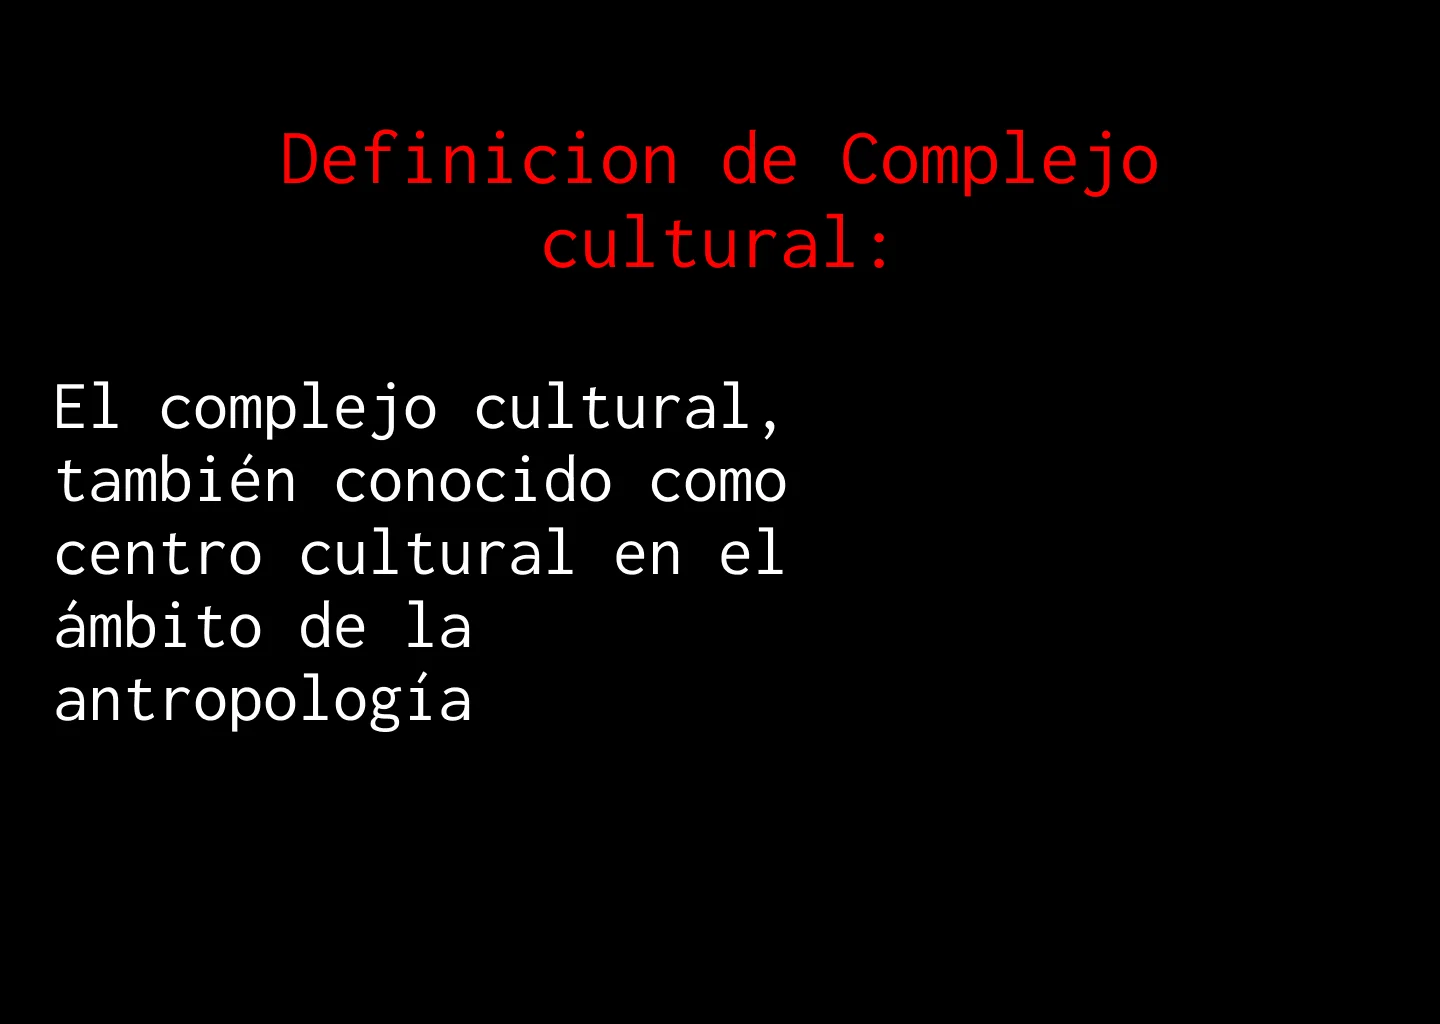 Definicion de Complejo
cultural:
El complejo cultural,
también conocido como
centro cultural en el
ámbito de la
antropología